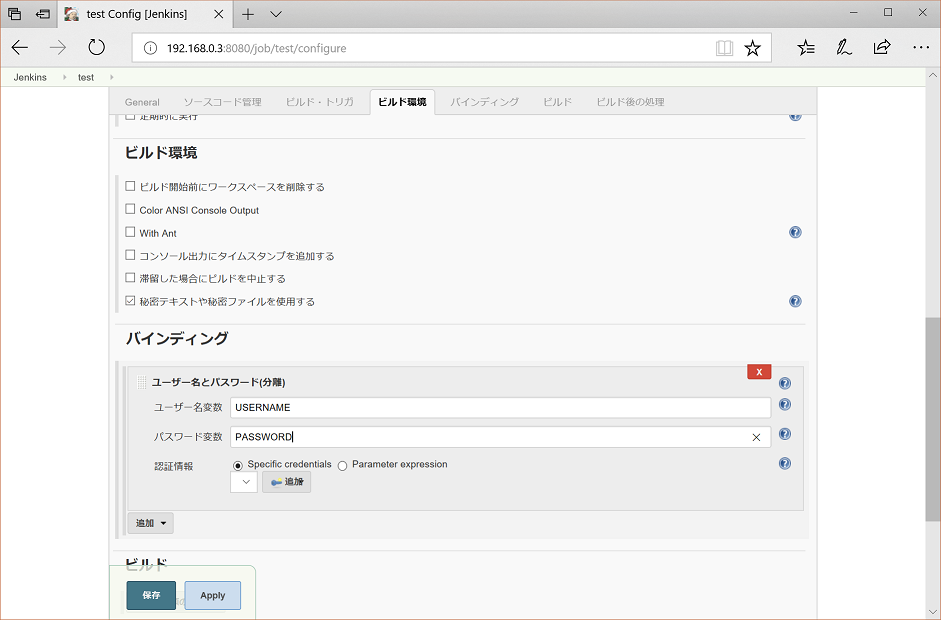 test Config [Jenkins]
192.168.0.3:8080/job/test/configure
Jenkins test
General ソースコード管理 ビルド・トリガ ビルド環境 バインディング ビルド ビルド後の処理
定期的に実行
ビルド環境
ビルド開始前にワークスペースを削除する
Color ANSI Console Output
With Ant
コンソール出力にタイムスタンプを追加する
滞留した場合にビルドを中止する
秘密テキストや秘密ファイルを使用する
バインディング
X
ユーザー名とパスワード(分離)
ユーザー名変数 USERNAME
パスワード変数 PASSWORD
認証情報 Specific credentials Parameter expression
追加
追加
ビルド
保存 Apply